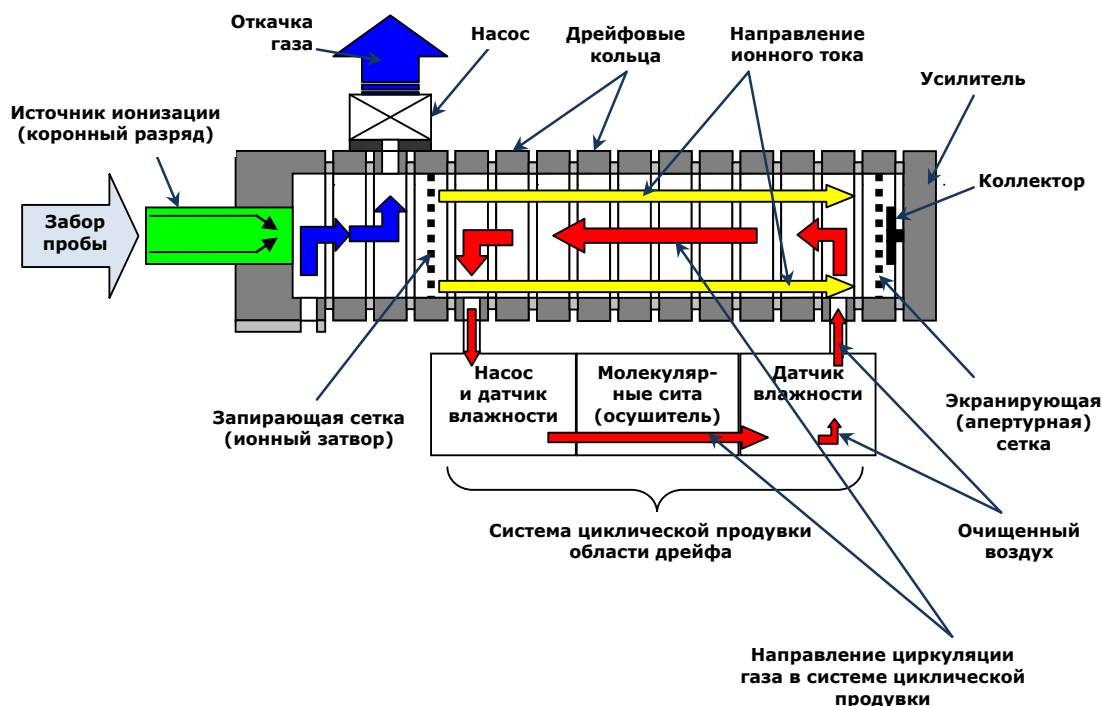 Откачка
газа
Насос
Дрейфовые
кольца
Направление
ионного тока
Усилитель
Источник ионизации
(коронный разряд)
Коллектор
Забор
пробы
Насос
и датчик
влажности
Молекуляр-
ные сита
(осушитель)
Датчик
влажности
Запирающая сетка
(ионный затвор)
Экранирующая
(апертурная)
сетка
Система циклической продувки
области дрейфа
Очищенный
воздух
Направление циркуляции
газа в системе циклической
продувки